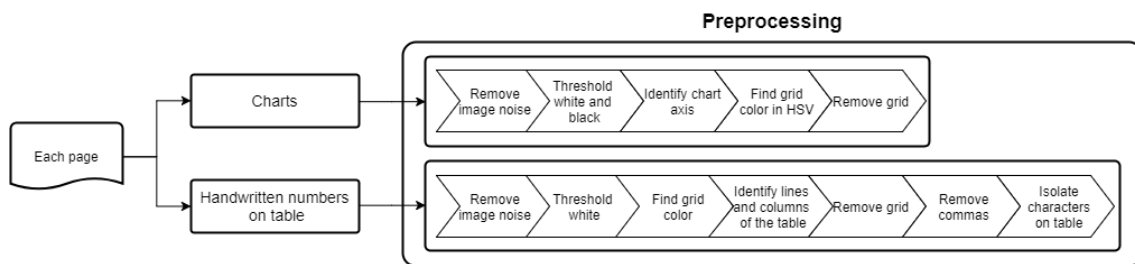 Preprocessing
Each page
Charts
Remove
image noise
Threshold
white and
black
Identify chart
axis
Find grid
color in HSV
Remove grid
Handwritten numbers
on table
Remove
image noise
Threshold
white
Find grid
color
Identify lines
and columns
of the table
Remove grid
Remove
commas
Isolate
characters
on table